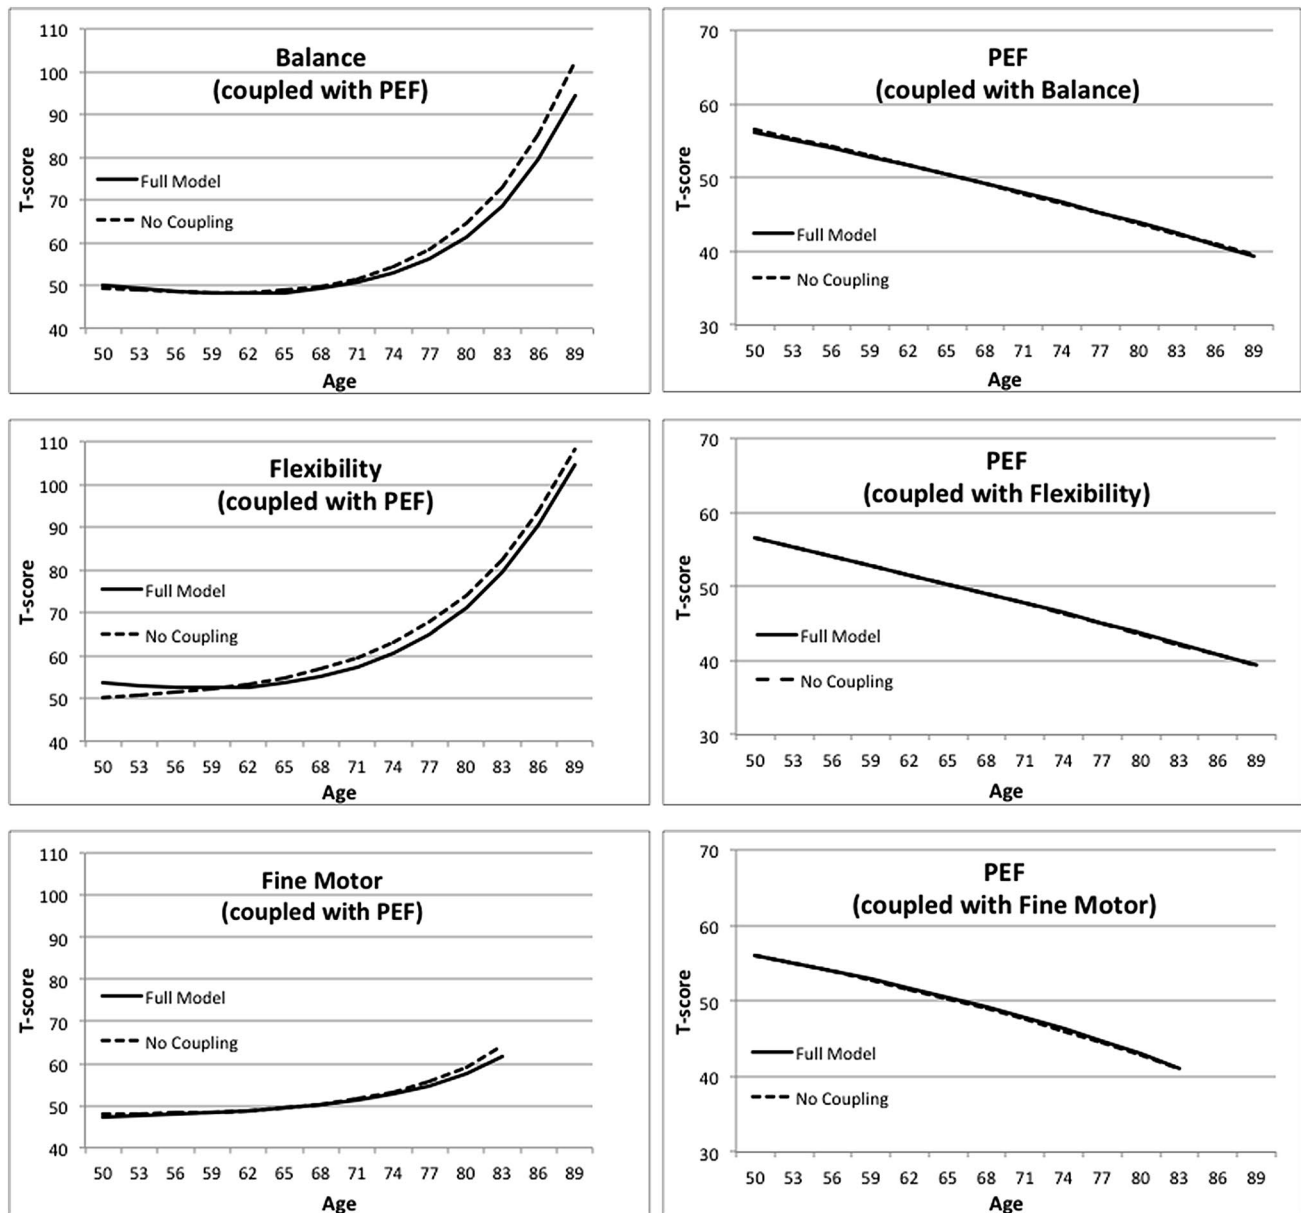 Balance
(coupled with PEF)
110
100
90
80
70
60
50
40
T-score
Full Model
No Coupling
50 53 56 59 62 65 68 71 74 77 80 83 86 89
Age
PEF
(coupled with Balance)
70
60
50
40
30
T-score
Full Model
No Coupling
50 53 56 59 62 65 68 71 74 77 80 83 86 89
Age
Flexibility
(coupled with PEF)
110
100
90
80
70
60
50
40
T-score
Full Model
No Coupling
50 53 56 59 62 65 68 71 74 77 80 83 86 89
Age
PEF
(coupled with Flexibility)
70
60
50
40
30
T-score
Full Model
No Coupling
50 53 56 59 62 65 68 71 74 77 80 83 86 89
Age
Fine Motor
(coupled with PEF)
110
100
90
80
70
60
50
40
T-score
Full Model
No Coupling
50 53 56 59 62 65 68 71 74 77 80 83 86 89
Age
PEF
(coupled with Fine Motor)
70
60
50
40
30
T-score
Full Model
No Coupling
50 53 56 59 62 65 68 71 74 77 80 83 86 89
Age